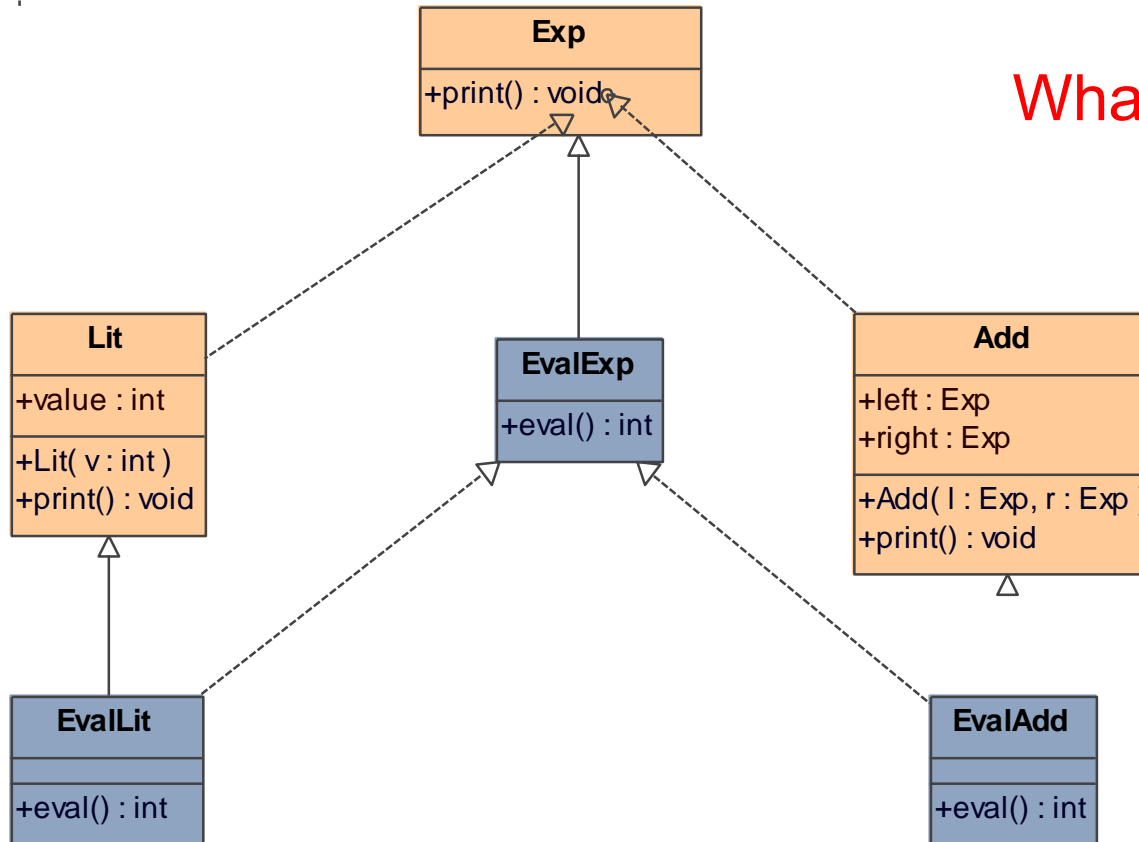 Exp
+print() : void
Lit
+value : int
+Lit( v : int )
+print() : void
EvalExp
+eval() : int
Add
+left : Exp
+right : Exp
+Add( l : Exp, r : Exp )
+print() : void
EvalLit
+eval() : int
EvalAdd
+eval() : int